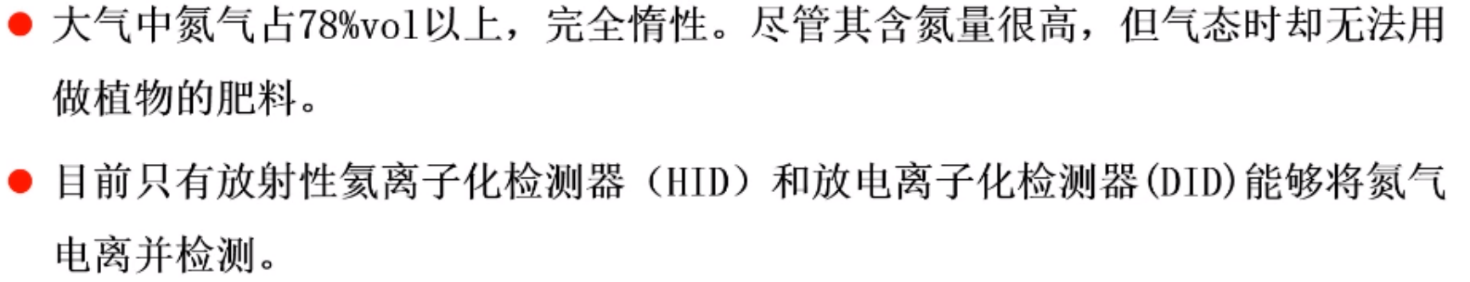 ● 大气中氮气占78%vol以上，完全惰性。尽管其含氮量很高，但气态时却无法用
做植物的肥料。
● 目前只有放射性氦离子化检测器（HID）和放电离子化检测器(DID)能够将氮气
电离并检测。